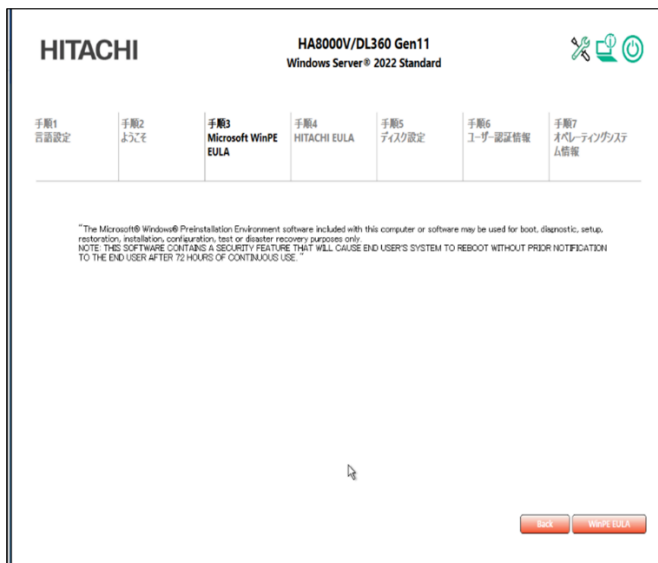 HITACHI
HA8000V/DL360 Gen11
Windows Server® 2022 Standard
手順1
言語設定
手順2
ようこそ
手順3
Microsoft WinPE
EULA
手順4
HITACHI EULA
手順5
ディスク設定
手順6
ユーザー認証情報
手順7
オペレーティングシステ
ム情報
"The Microsoft® Windows® Preinstallation Environment software included with this computer or software may be used for boot, diagnostic, setup,
restoration, installation, configuration, test or disaster recovery purposes only.
NOTE: THIS SOFTWARE CONTAINS A SECURITY FEATURE THAT WILL CAUSE END USER'S SYSTEM TO REBOOT WITHOUT PRIOR NOTIFICATION
TO THE END USER AFTER 72 HOURS OF CONTINUOUS USE. "
Back
WinPE EULA